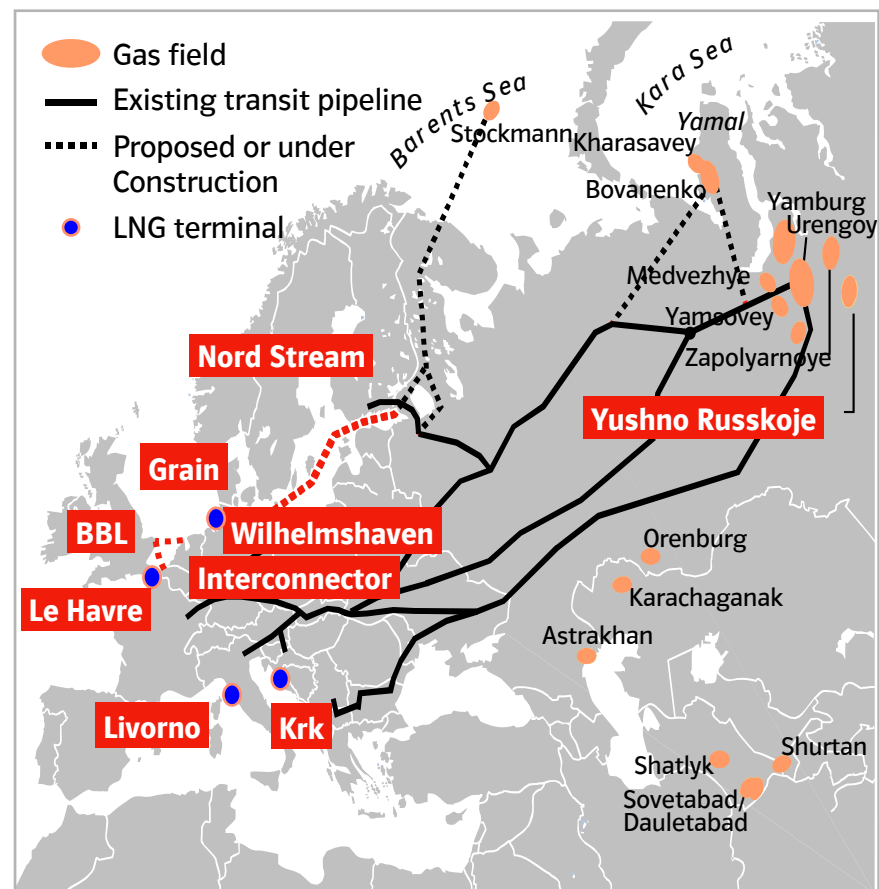 Gas field
Existing transit pipeline
Proposed or under
Construction
LNG terminal
Barents Sea
Kara Sea
Stockmann
Yamal
Kharasavey
Bovanenko
Yamburg
Urengoy
Medvezhye
Yamsovey
Zapolyarnoye
Nord Stream
Yushno Russkoje
Grain
BBL
Wilhelmshaven
Interconnector
Le Havre
Orenburg
Karachaganak
Astrakhan
Livorno
Krk
Shatlyk
Shurtan
Sovetabad/
Dauletabad